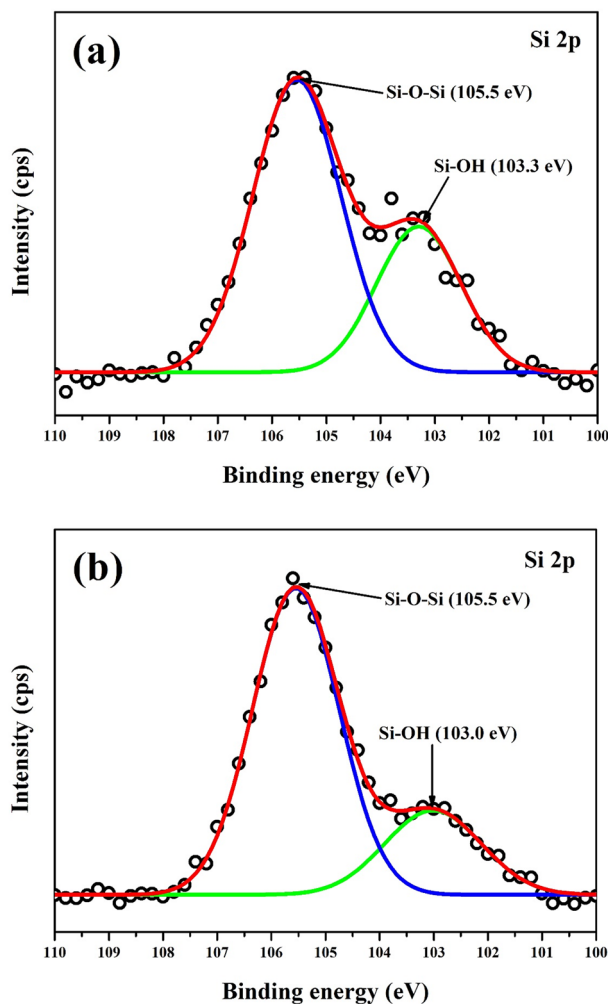 (a)
Si 2p
Si-O-Si (105.5 eV)
Si-OH (103.3 eV)
Intensity (cps)
110 109 108 107 106 105 104 103 102 101 100
Binding energy (eV)
(b)
Si 2p
Si-O-Si (105.5 eV)
Si-OH (103.0 eV)
Intensity (cps)
110 109 108 107 106 105 104 103 102 101 100
Binding energy (eV)